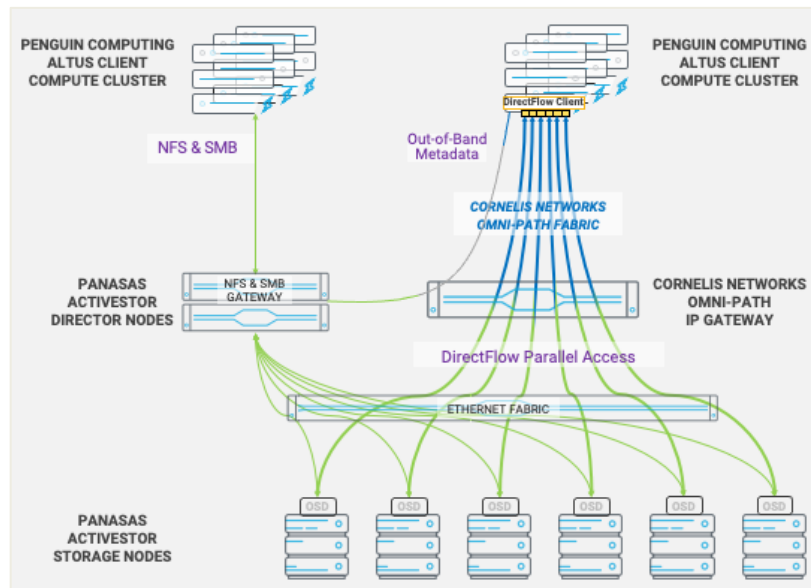 PENGUIN COMPUTING
ALTUS CLIENT
COMPUTE CLUSTER
PENGUIN COMPUTING
ALTUS CLIENT
COMPUTE CLUSTER
DirectFlow Client
NFS & SMB
Out-of-Band
Metadata
CORNELIS NETWORKS
OMNI-PATH FABRIC
PANASAS
ACTIVESTOR
DIRECTOR NODES
NFS & SMB
GATEWAY
CORNELIS NETWORKS
OMNI-PATH
IP GATEWAY
DirectFlow Parallel Access
ETHERNET FABRIC
PANASAS
ACTIVESTOR
STORAGE NODES
OSD
OSD
OSD
OSD
OSD
OSD